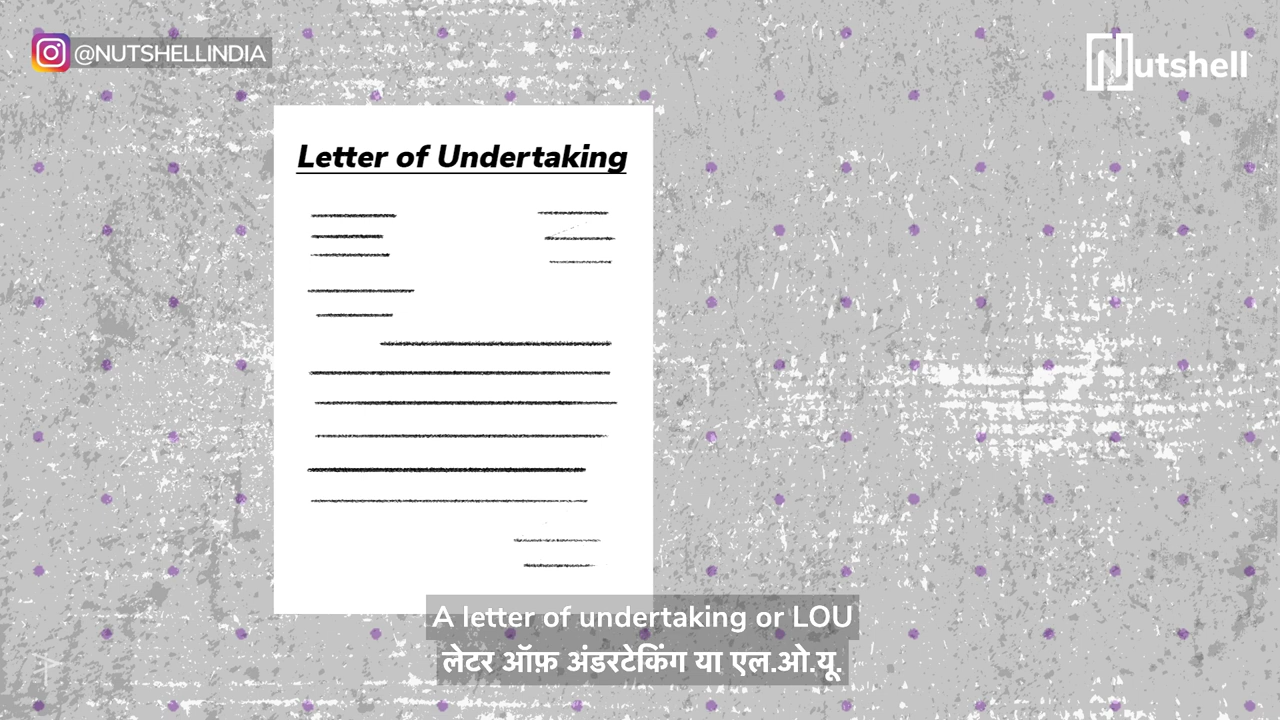 @NUTSHELLINDIA
Nutshell
Letter of Undertaking
A letter of undertaking or LOU
लेटर ऑफ़ अंडरटेकिंग या एल.ओ.यू.